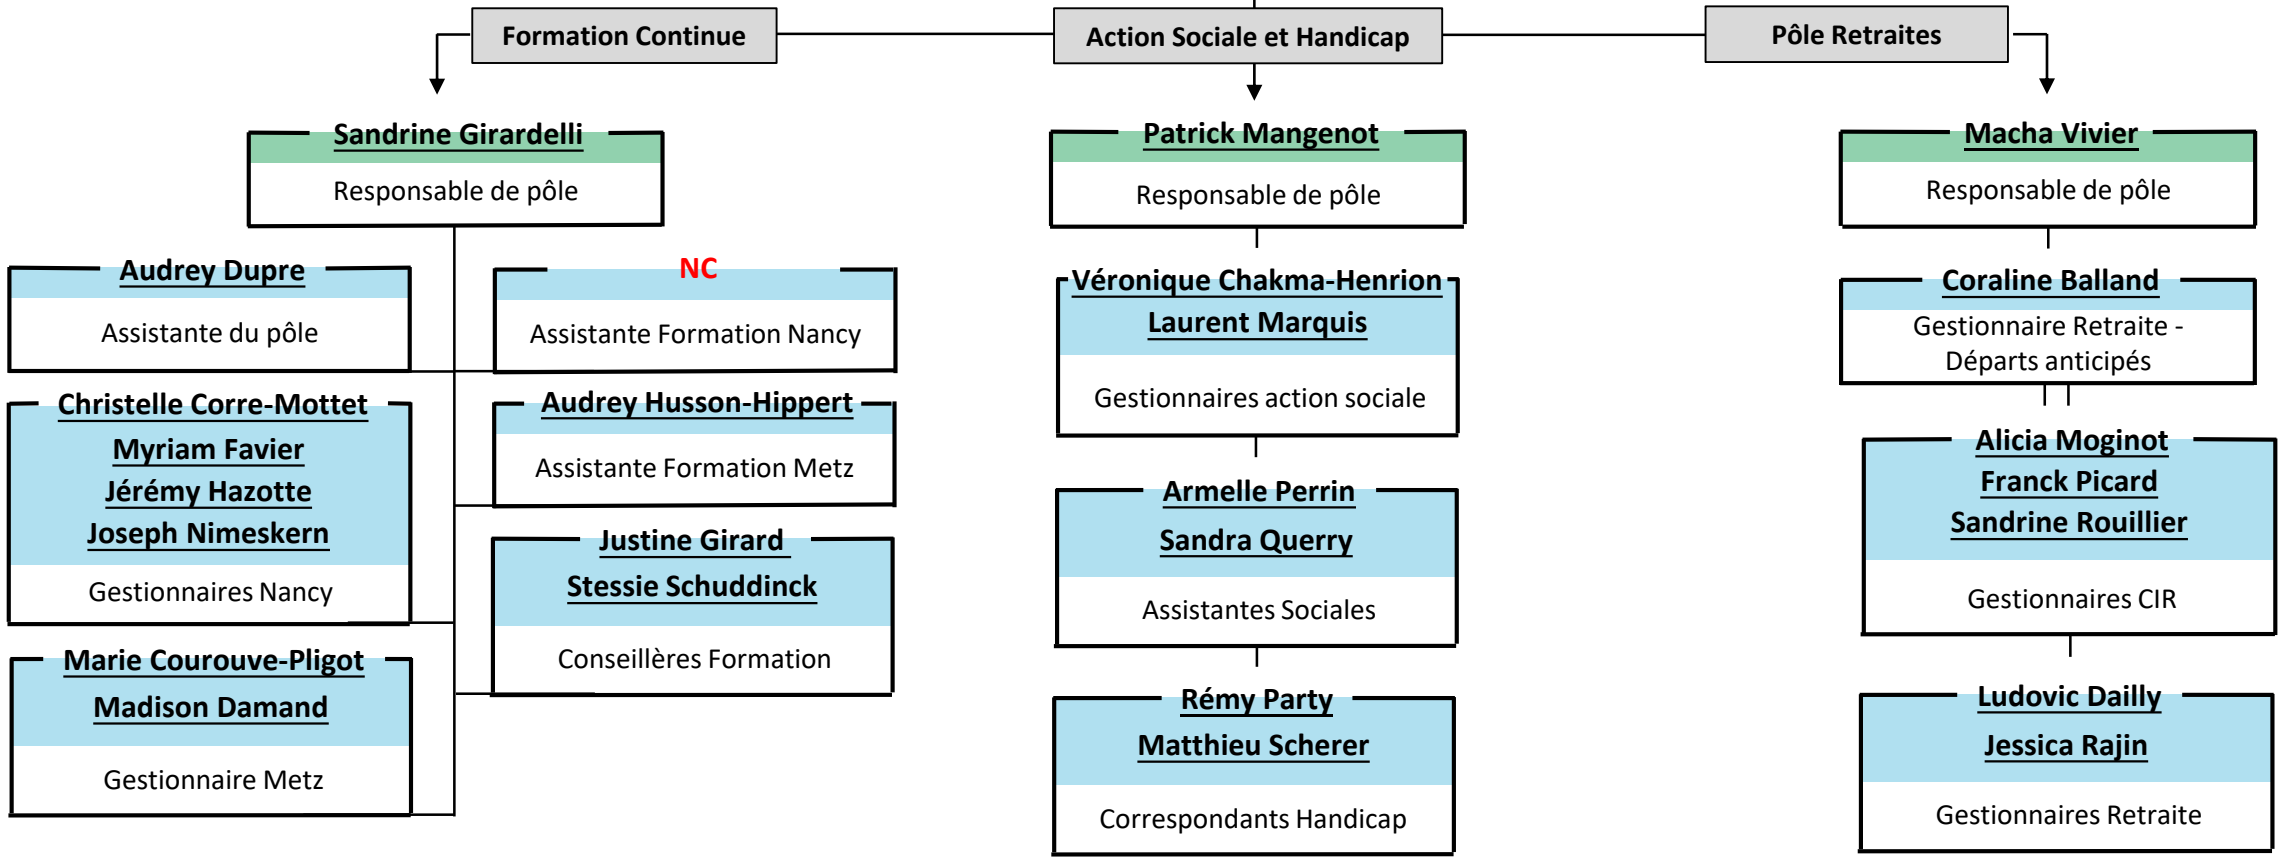 Formation Continue
Action Sociale et Handicap
Pôle Retraites
Sandrine Girardelli
Responsable de pôle
Audrey Dupre
Assistante du pôle
NC
Assistante Formation Nancy
Christelle Corre-Mottet
Myriam Favier
Jérémy Hazotte
Joseph Nimeskern
Gestionnaires Nancy
Audrey Husson-Hippert
Assistante Formation Metz
Justine Girard
Stessie Schuddinck
Conseillères Formation
Marie Courouve-Pligot
Madison Damand
Gestionnaire Metz
Patrick Mangenot
Responsable de pôle
Véronique Chakma-Henrion
Laurent Marquis
Gestionnaires action sociale
Armelle Perrin
Sandra Querry
Assistantes Sociales
Rémy Party
Matthieu Scherer
Correspondants Handicap
Macha Vivier
Responsable de pôle
Coraline Balland
Gestionnaire Retraite -
Départs anticipés
Alicia Moginot
Franck Picard
Sandrine Rouillier
Gestionnaires CIR
Ludovic Dailly
Jessica Rajin
Gestionnaires Retraite